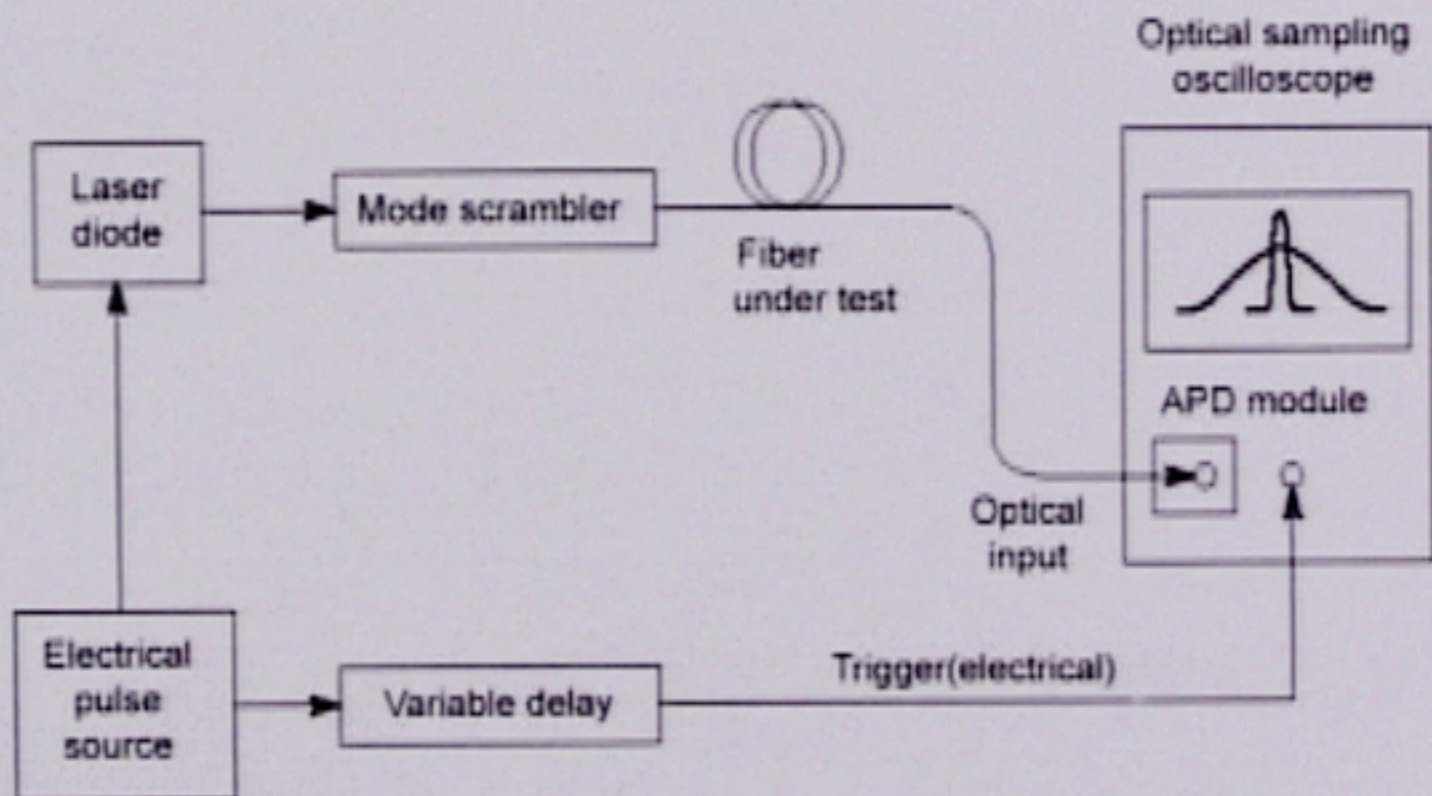 Optical sampling
oscilloscope
Laser
diode
Mode scrambler
Fiber
under test
APD module
Optical
input
Electrical
pulse
source
Variable delay
Trigger(electrical)